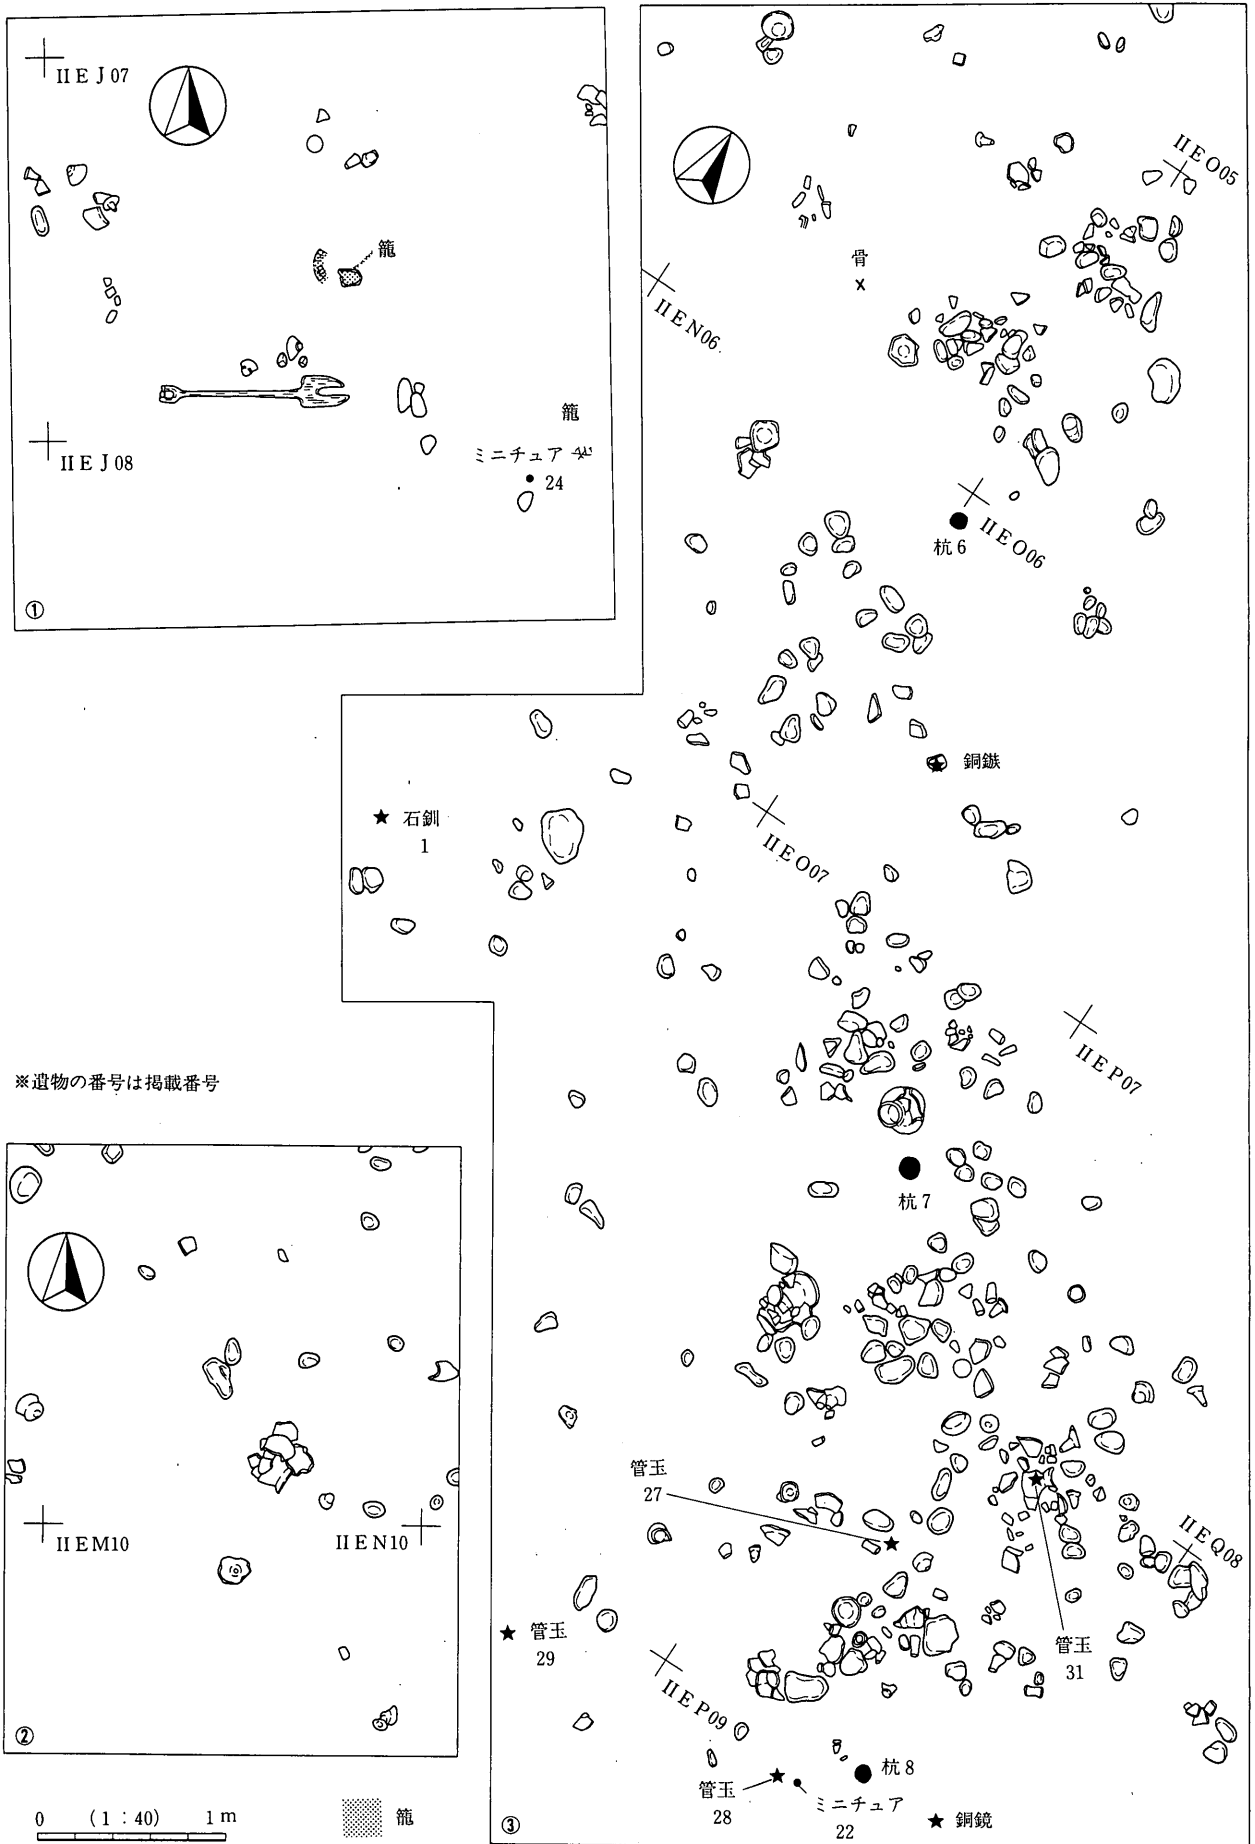 ⅡEJ07
籠
籠
ⅡEJ08
ミニチュア
24
①
ⅡEO05
骨
×
ⅡEN06
杭6
ⅡEO06
★ 銅鏃
★ 石釧
1
ⅡEO07
ⅡEP07
杭7
※遺物の番号は掲載番号
ⅡEM10
ⅡEN10
②
管玉
27
ⅡEQ08
★ 管玉
29
管玉
31
ⅡEP09
杭8
管玉
28
ミニチュア
22
★ 銅鏡
③
0 (1:40) 1m
籠